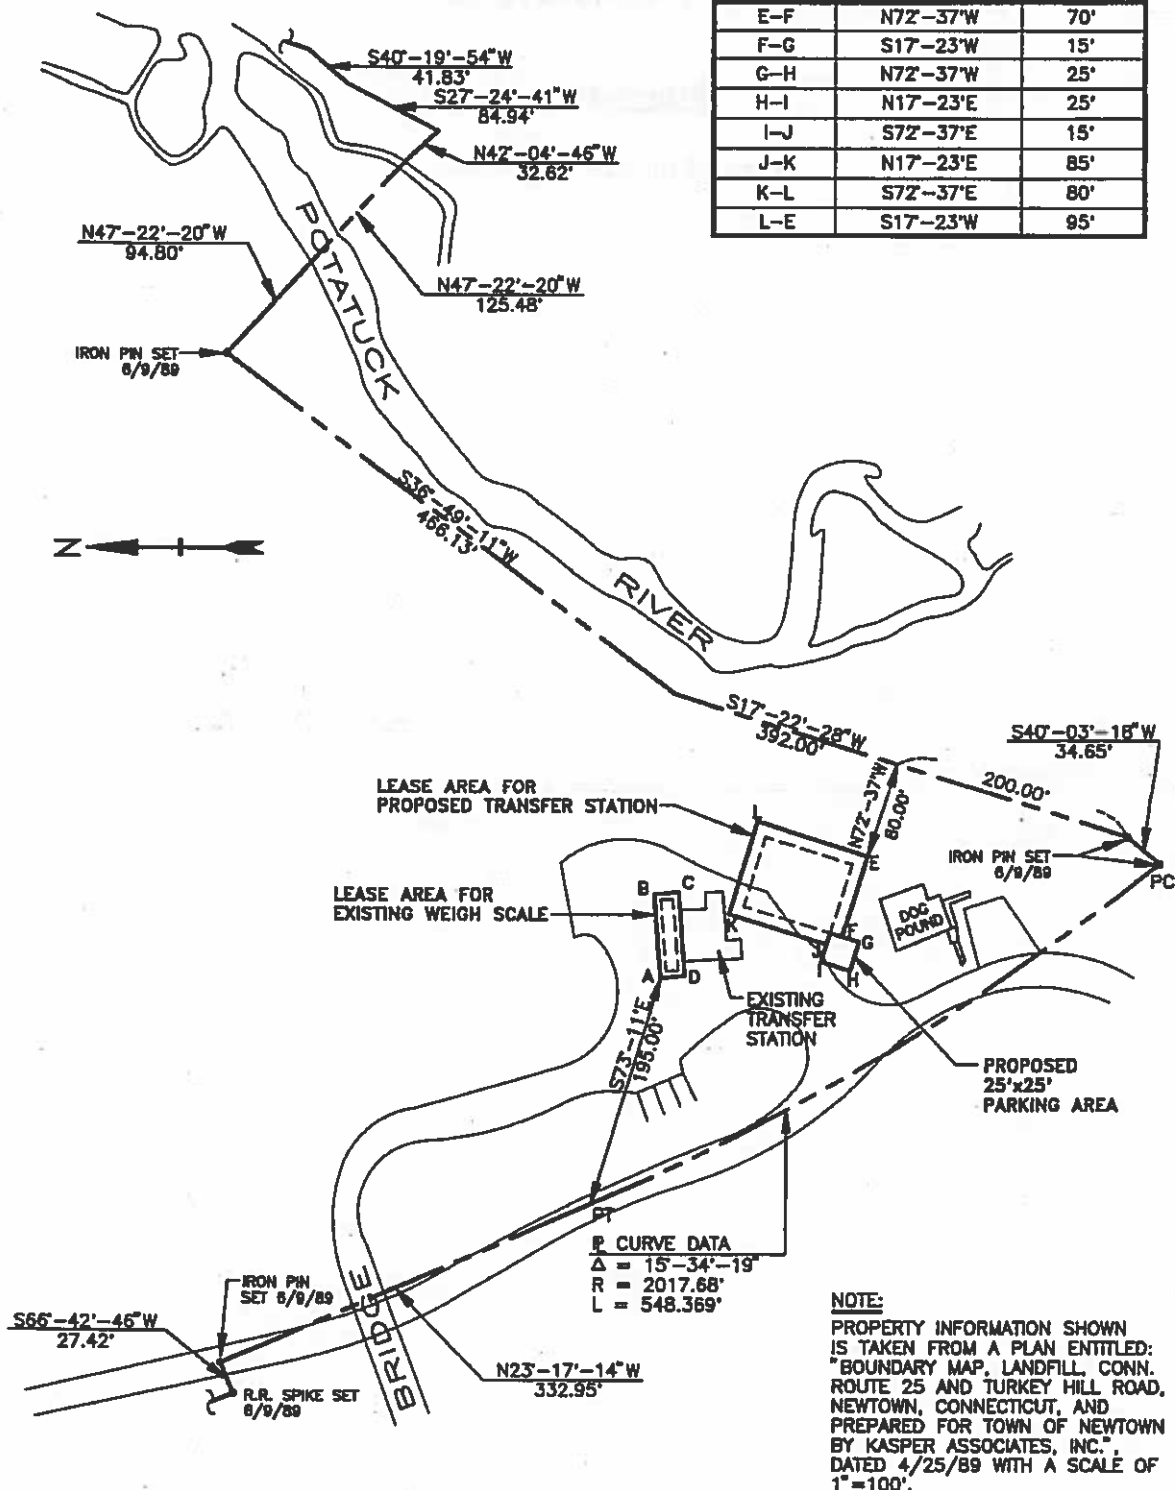 E-F N72°-37'W 70'
F-G S17°-23'W 15'
G-H N72°-37'W 25'
H-I N17°-23'E 25'
I-J S72°-37'E 15'
J-K N17°-23'E 85'
K-L S72°-37'E 80'
L-E S17°-23'W 95'
S40°-19'-54"W
41.83'
S27°-24'-41"W
84.94'
N42°-04'-46"W
32.62'
N47°-22'-20"W
94.80'
N47°-22'-20"W
125.48'
POTATUCK
IRON PIN SET
6/9/89
S36°-49'-11"W
466.13'
N
RIVER
S17°-22'-28"W
392.00'
S40°-03'-18"W
34.65'
200.00'
N72°-37'W
80.00'
LEASE AREA FOR
PROPOSED TRANSFER STATION
L
E
IRON PIN SET
6/9/89
PC
LEASE AREA FOR
EXISTING WEIGH SCALE
B C
K
F
G
J
I
H
DOG
POUND
A D
EXISTING
TRANSFER
STATION
S73°-11'E
195.00'
PROPOSED
25'x25'
PARKING AREA
PT
PL CURVE DATA
Δ = 15°-34'-19"
R = 2017.68'
L = 548.369'
IRON PIN
SET 6/9/89
S66°-42'-46"W
27.42'
BRIDGE
R.R. SPIKE SET
6/9/89
N23°-17'-14"W
332.95'
NOTE:
PROPERTY INFORMATION SHOWN
IS TAKEN FROM A PLAN ENTITLED:
"BOUNDARY MAP, LANDFILL, CONN.
ROUTE 25 AND TURKEY HILL ROAD,
NEWTOWN, CONNECTICUT, AND
PREPARED FOR TOWN OF NEWTOWN
BY KASPER ASSOCIATES, INC.",
DATED 4/25/89 WITH A SCALE OF
1"=100'.